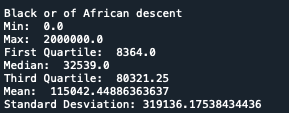 Black or of African descent
Min:  0.0
Max:  2000000.0
First Quartile:  8364.0
Median:  32539.0
Third Quartile:  80321.25
Mean:  115042.44886363637
Standard Desviation: 319136.17538434436